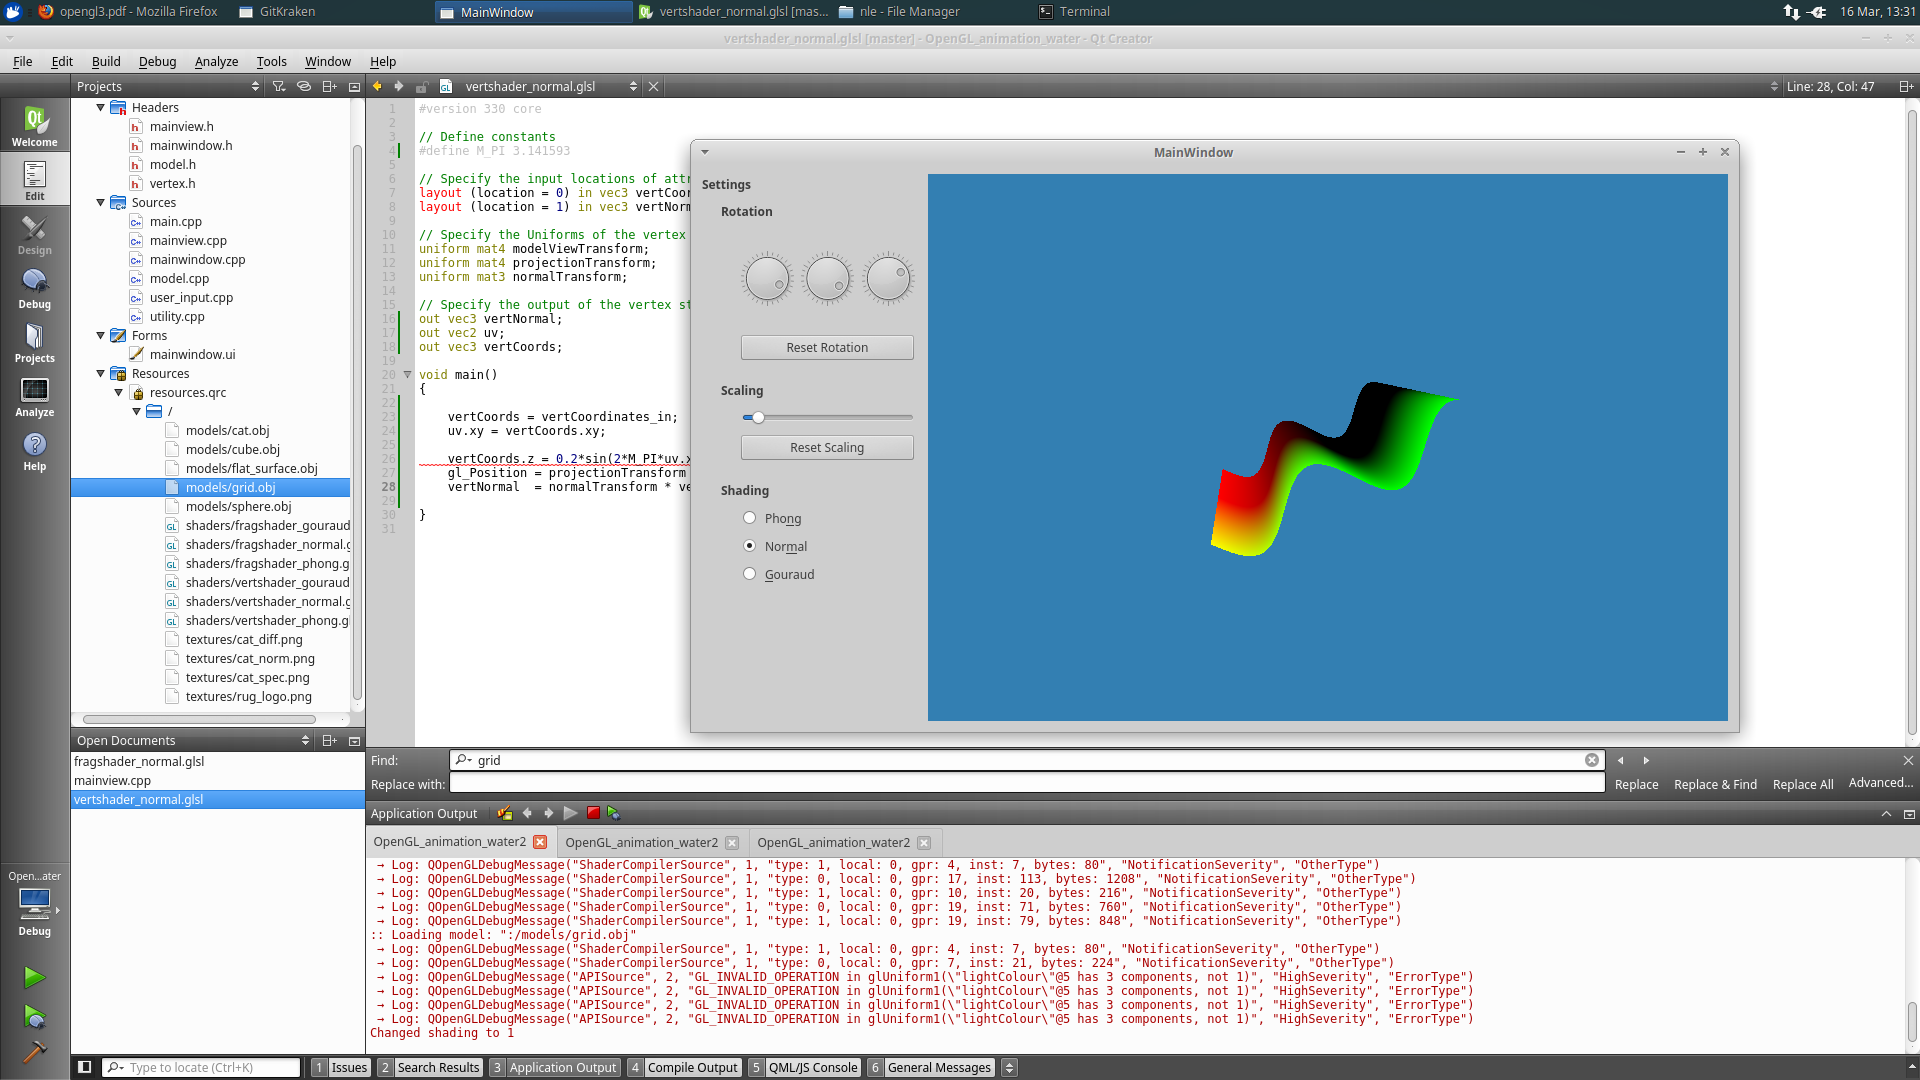 opengl3.pdf - Mozilla Firefox
GitKraken
MainWindow
vertshader_normal.glsl [mas...
nle - File Manager
Terminal
16 Mar, 13:31
vertshader_normal.glsl [master] - OpenGL_animation_water - Qt Creator
File Edit Build Debug Analyze Tools Window Help
Projects
vertshader_normal.glsl
Line: 28, Col: 47
Welcome
Edit
Design
Debug
Projects
Analyze
Help
Headers
mainview.h
mainwindow.h
model.h
vertex.h
Sources
main.cpp
mainview.cpp
mainwindow.cpp
model.cpp
user_input.cpp
utility.cpp
Forms
mainwindow.ui
Resources
resources.qrc
/
models/cat.obj
models/cube.obj
models/flat_surface.obj
models/grid.obj
models/sphere.obj
shaders/fragshader_gouraud
shaders/fragshader_normal.g
shaders/fragshader_phong.g
shaders/vertshader_gouraud
shaders/vertshader_normal.g
shaders/vertshader_phong.gl
textures/cat_diff.png
textures/cat_norm.png
textures/cat_spec.png
textures/rug_logo.png
1 #version 330 core
2
3 // Define constants
4 #define M_PI 3.141593
5
6 // Specify the input locations of attr
7 layout (location = 0) in vec3 vertCoor
8 layout (location = 1) in vec3 vertNorm
9
10 // Specify the Uniforms of the vertex
11 uniform mat4 modelViewTransform;
12 uniform mat4 projectionTransform;
13 uniform mat3 normalTransform;
14
15 // Specify the output of the vertex st
16 out vec3 vertNormal;
17 out vec2 uv;
18 out vec3 vertCoords;
19
20 void main()
21 {
22
23 vertCoords = vertCoordinates_in;
24 uv.xy = vertCoords.xy;
25
26 vertCoords.z = 0.2*sin(2*M_PI*uv.x
27 gl_Position = projectionTransform
28 vertNormal  = normalTransform * ve
29
30 }
31
MainWindow
Settings
Rotation
Reset Rotation
Scaling
Reset Scaling
Shading
Phong
Normal
Gouraud
Open Documents
fragshader_normal.glsl
mainview.cpp
vertshader_normal.glsl
Find: grid
Replace with:
Replace Replace & Find Replace All Advanced...
Application Output
OpenGL_animation_water2 OpenGL_animation_water2 OpenGL_animation_water2
→ Log: QOpenGLDebugMessage("ShaderCompilerSource", 1, "type: 1, local: 0, gpr: 4, inst: 7, bytes: 80", "NotificationSeverity", "OtherType")
→ Log: QOpenGLDebugMessage("ShaderCompilerSource", 1, "type: 0, local: 0, gpr: 17, inst: 113, bytes: 1208", "NotificationSeverity", "OtherType")
→ Log: QOpenGLDebugMessage("ShaderCompilerSource", 1, "type: 1, local: 0, gpr: 10, inst: 20, bytes: 216", "NotificationSeverity", "OtherType")
→ Log: QOpenGLDebugMessage("ShaderCompilerSource", 1, "type: 0, local: 0, gpr: 19, inst: 71, bytes: 760", "NotificationSeverity", "OtherType")
→ Log: QOpenGLDebugMessage("ShaderCompilerSource", 1, "type: 1, local: 0, gpr: 19, inst: 79, bytes: 848", "NotificationSeverity", "OtherType")
:: Loading model: ":/models/grid.obj"
→ Log: QOpenGLDebugMessage("ShaderCompilerSource", 1, "type: 1, local: 0, gpr: 4, inst: 7, bytes: 80", "NotificationSeverity", "OtherType")
→ Log: QOpenGLDebugMessage("ShaderCompilerSource", 1, "type: 0, local: 0, gpr: 7, inst: 21, bytes: 224", "NotificationSeverity", "OtherType")
→ Log: QOpenGLDebugMessage("APISource", 2, "GL_INVALID_OPERATION in glUniform1(\"lightColour\"@5 has 3 components, not 1)", "HighSeverity", "ErrorType")
→ Log: QOpenGLDebugMessage("APISource", 2, "GL_INVALID_OPERATION in glUniform1(\"lightColour\"@5 has 3 components, not 1)", "HighSeverity", "ErrorType")
→ Log: QOpenGLDebugMessage("APISource", 2, "GL_INVALID_OPERATION in glUniform1(\"lightColour\"@5 has 3 components, not 1)", "HighSeverity", "ErrorType")
→ Log: QOpenGLDebugMessage("APISource", 2, "GL_INVALID_OPERATION in glUniform1(\"lightColour\"@5 has 3 components, not 1)", "HighSeverity", "ErrorType")
Changed shading to 1
Open...ater
Debug
Type to locate (Ctrl+K)
1 Issues 2 Search Results 3 Application Output 4 Compile Output 5 QML/JS Console 6 General Messages